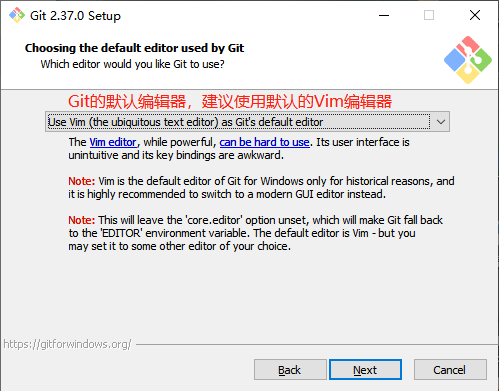 Git 2.37.0 Setup
Choosing the default editor used by Git
Which editor would you like Git to use?
Git的默认编辑器，建议使用默认的Vim编辑器
Use Vim (the ubiquitous text editor) as Git's default editor
The Vim editor, while powerful, can be hard to use. Its user interface is
unintuitive and its key bindings are awkward.
Note: Vim is the default editor of Git for Windows only for historical reasons, and
it is highly recommended to switch to a modern GUI editor instead.
Note: This will leave the 'core.editor' option unset, which will make Git fall back
to the 'EDITOR' environment variable. The default editor is Vim - but you
may set it to some other editor of your choice.
https://gitforwindows.org/
Back
Next
Cancel